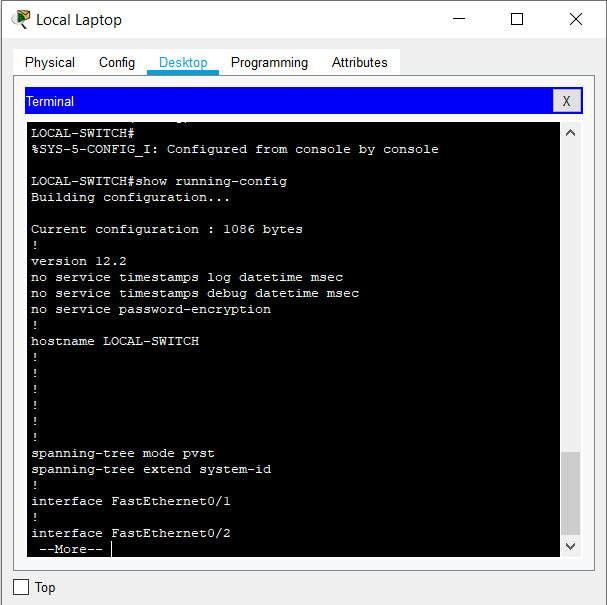 Local Laptop
Physical Config Desktop Programming Attributes
Terminal X
LOCAL-SWITCH#
%SYS-5-CONFIG_I: Configured from console by console
LOCAL-SWITCH#show running-config
Building configuration...
Current configuration : 1086 bytes
!
version 12.2
no service timestamps log datetime msec
no service timestamps debug datetime msec
no service password-encryption
!
hostname LOCAL-SWITCH
!
!
!
!
!
!
spanning-tree mode pvst
spanning-tree extend system-id
!
interface FastEthernet0/1
!
interface FastEthernet0/2
--More--
Top